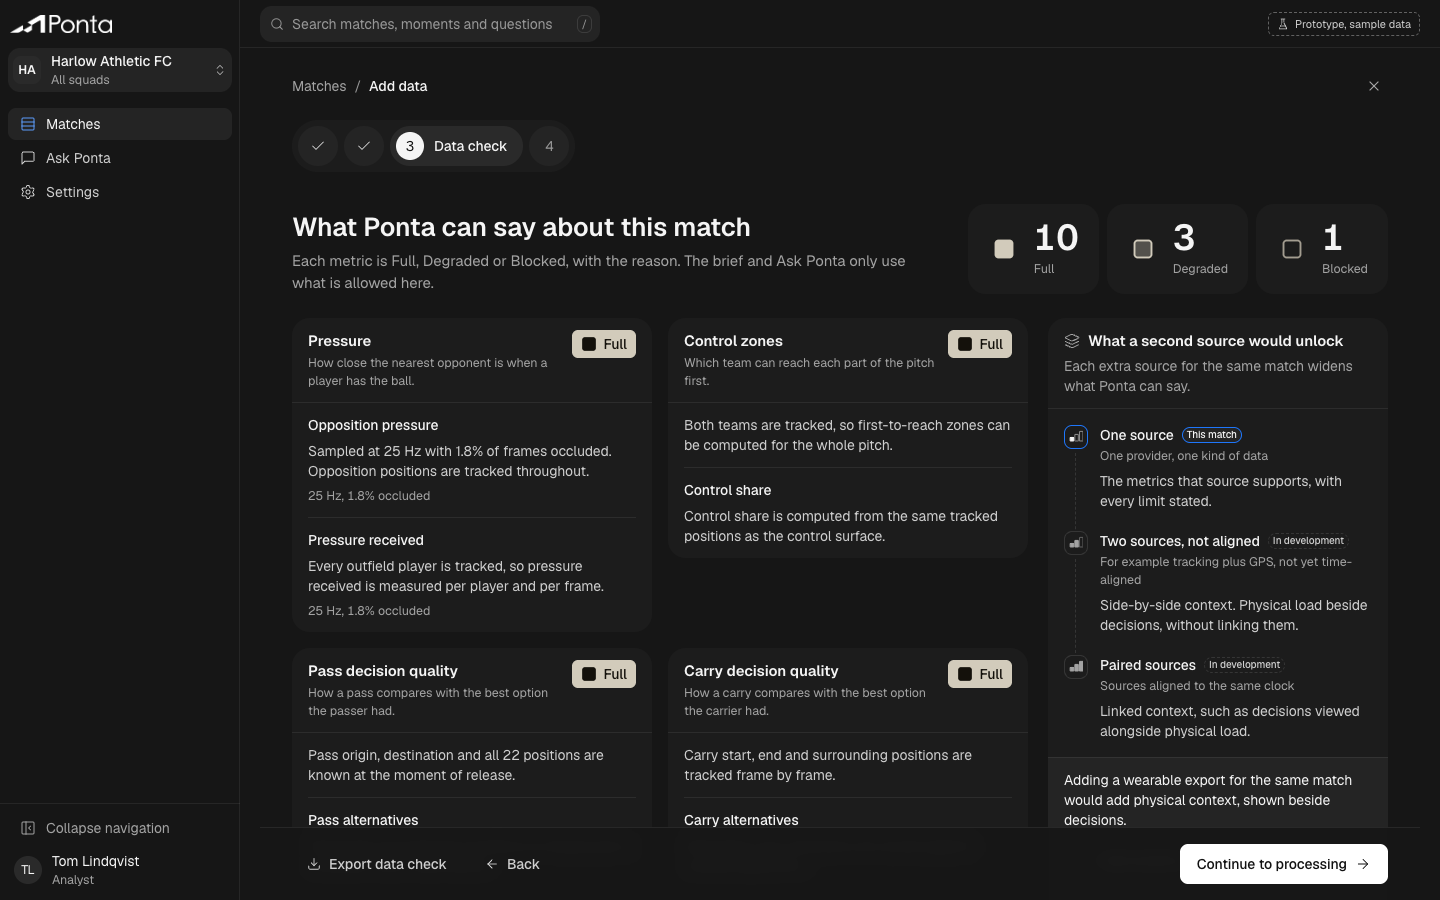 Ponta
HA
Harlow Athletic FC
All squads
Matches
Ask Ponta
Settings
Collapse navigation
TL
Tom Lindqvist
Analyst
Search matches, moments and questions
/
Prototype, sample data
Matches / Add data
3
Data check
4
What Ponta can say about this match
Each metric is Full, Degraded or Blocked, with the reason. The brief and Ask Ponta only use
what is allowed here.
10
Full
3
Degraded
1
Blocked
Pressure
Full
How close the nearest opponent is when a
player has the ball.
Opposition pressure
Sampled at 25 Hz with 1.8% of frames occluded.
Opposition positions are tracked throughout.
25 Hz, 1.8% occluded
Pressure received
Every outfield player is tracked, so pressure
received is measured per player and per frame.
25 Hz, 1.8% occluded
Control zones
Full
Which team can reach each part of the pitch
first.
Both teams are tracked, so first-to-reach zones can
be computed for the whole pitch.
Control share
Control share is computed from the same tracked
positions as the control surface.
Pass decision quality
Full
How a pass compares with the best option
the passer had.
Pass origin, destination and all 22 positions are
known at the moment of release.
Pass alternatives
Carry decision quality
Full
How a carry compares with the best option
the carrier had.
Carry start, end and surrounding positions are
tracked frame by frame.
Carry alternatives
What a second source would unlock
Each extra source for the same match widens
what Ponta can say.
One source
This match
One provider, one kind of data
The metrics that source supports, with
every limit stated.
Two sources, not aligned
In development
For example tracking plus GPS, not yet time-
aligned
Side-by-side context. Physical load beside
decisions, without linking them.
Paired sources
In development
Sources aligned to the same clock
Linked context, such as decisions viewed
alongside physical load.
Adding a wearable export for the same match
would add physical context, shown beside
decisions.
Export data check
Back
Continue to processing